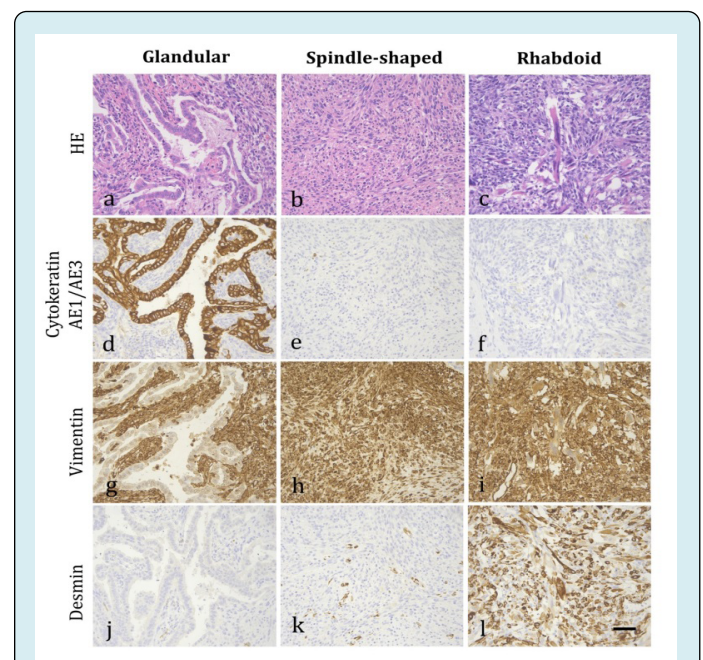 Glandular Spindle-shaped Rhabdoid
HE
a b c
Cytokeratin
AE1/AE3
d e f
Vimentin
g h i
Desmin
j k l